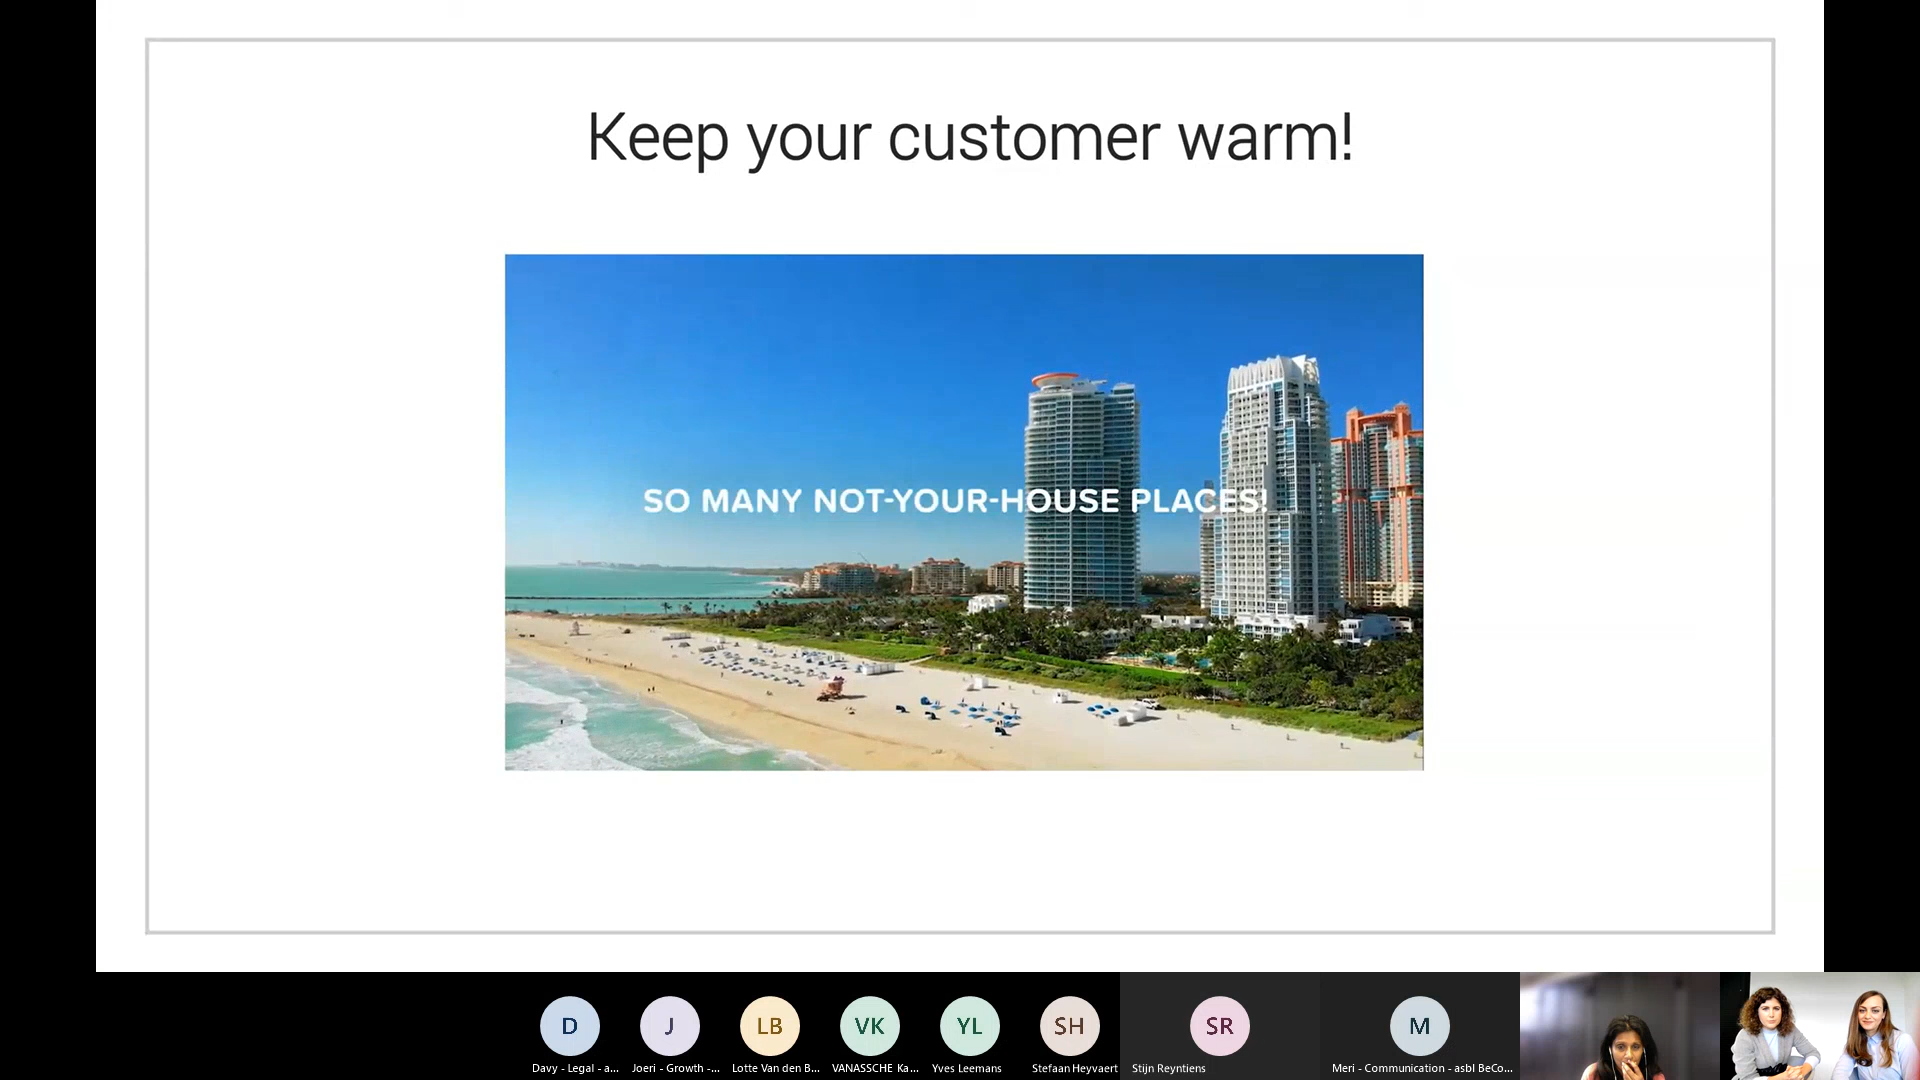 Keep your customer warm!
SO MANY NOT-YOUR-HOUSE PLACES!
D
J
LB
VK
YL
SH
SR
M
Davy - Legal - a...
Joeri - Growth -...
Lotte Van den B...
VANASSCHE Ka...
Yves Leemans
Stefaan Heyvaert
Stijn Reyntiens
Meri - Communication - asbl BeCo...